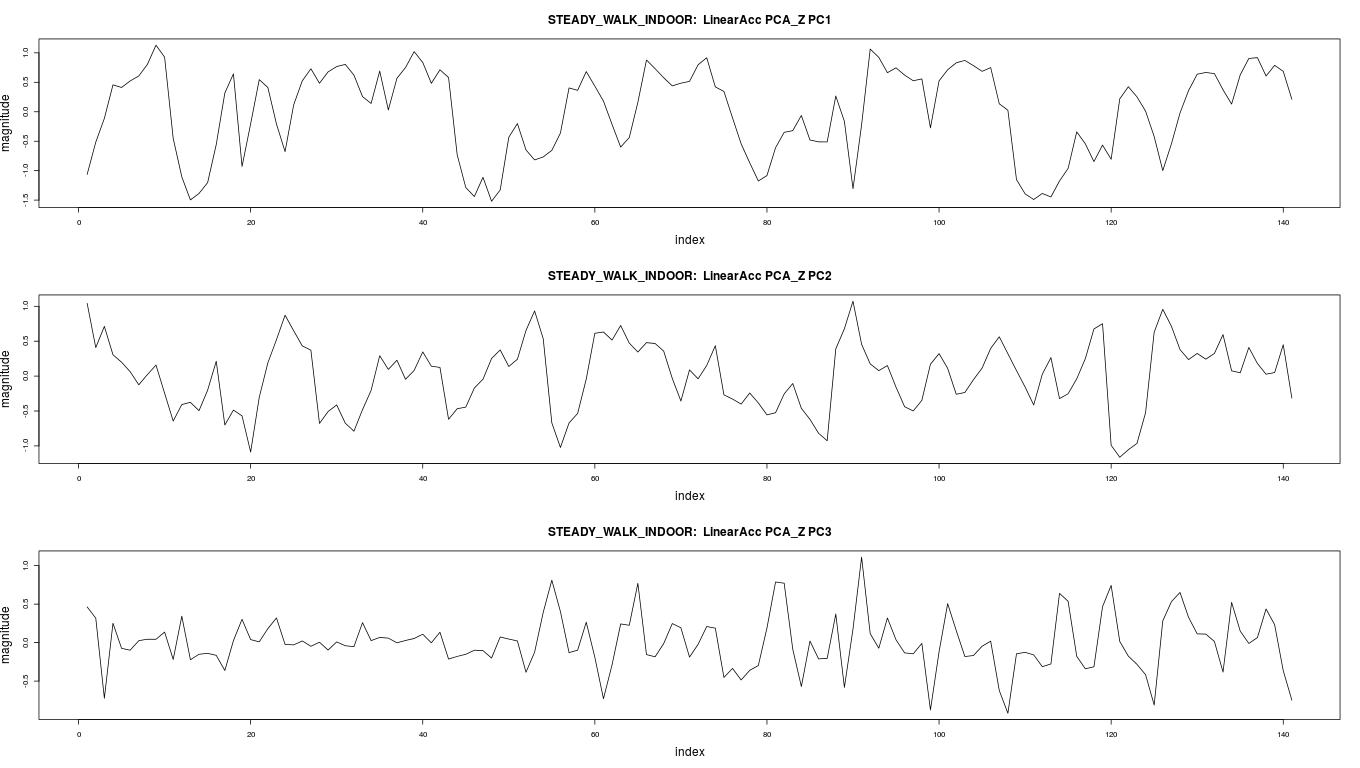 STEADY_WALK_INDOOR: LinearAcc PCA_Z PC1
magnitude
1.0
0.5
0.0
-0.5
-1.0
-1.5
0 20 40 60 80 100 120 140
index
STEADY_WALK_INDOOR: LinearAcc PCA_Z PC2
magnitude
1.0
0.5
0.0
-0.5
-1.0
0 20 40 60 80 100 120 140
index
STEADY_WALK_INDOOR: LinearAcc PCA_Z PC3
magnitude
1.0
0.5
0.0
-0.5
0 20 40 60 80 100 120 140
index